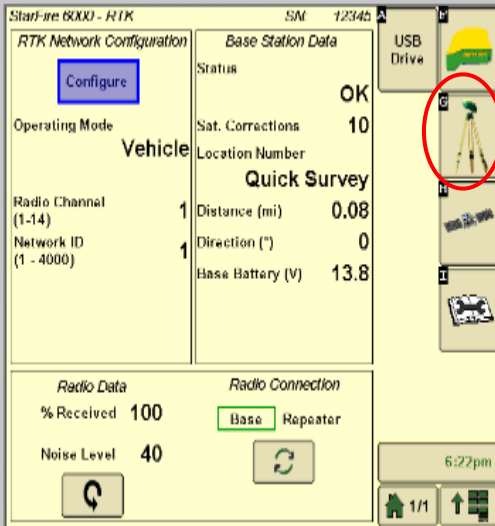 StarFire 6000 - RTK SN: 12345
RTK Network Configuration
Configure
Operating Mode
Vehicle
Radio Channel
(1-14)
1
Network ID
(1 - 4000)
1
Base Station Data
Status
OK
Sat. Corrections 10
Location Number
Quick Survey
Distance (mi) 0.08
Direction (°) 0
Base Battery (V) 13.8
Radio Data
% Received 100
Noise Level 40
Radio Connection
Base Repeater
A
USB
Drive
F
G
H
I
6:22pm
1/1